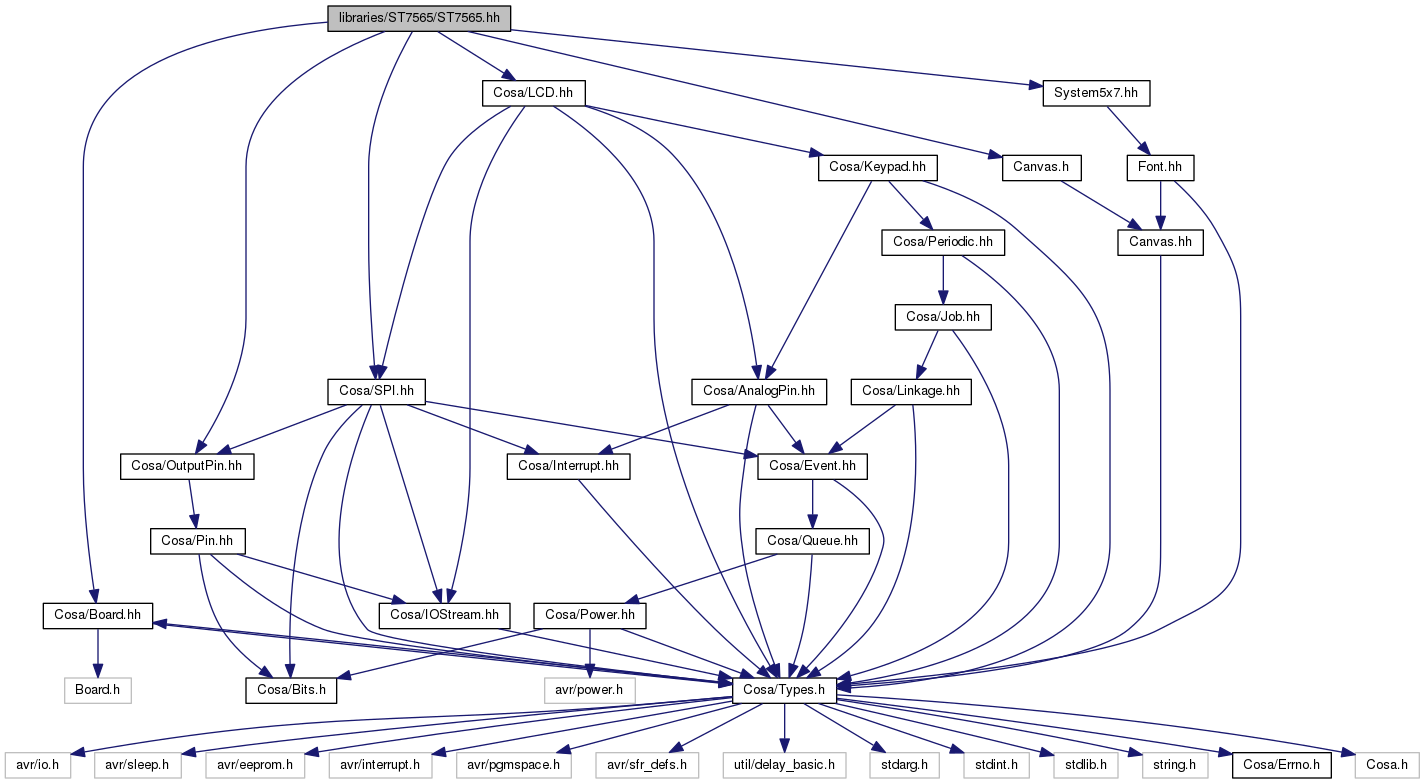 libraries/ST7565/ST7565.hh
Cosa/LCD.hh
System5x7.hh
Cosa/Keypad.hh
Canvas.h
Font.hh
Cosa/Periodic.hh
Canvas.hh
Cosa/Job.hh
Cosa/SPI.hh
Cosa/AnalogPin.hh
Cosa/Linkage.hh
Cosa/OutputPin.hh
Cosa/Interrupt.hh
Cosa/Event.hh
Cosa/Pin.hh
Cosa/Queue.hh
Cosa/Board.hh
Cosa/IOStream.hh
Cosa/Power.hh
Board.h
Cosa/Bits.h
avr/power.h
Cosa/Types.h
avr/io.h
avr/sleep.h
avr/eeprom.h
avr/interrupt.h
avr/pgmspace.h
avr/sfr_defs.h
util/delay_basic.h
stdarg.h
stdint.h
stdlib.h
string.h
Cosa/Errno.h
Cosa.h